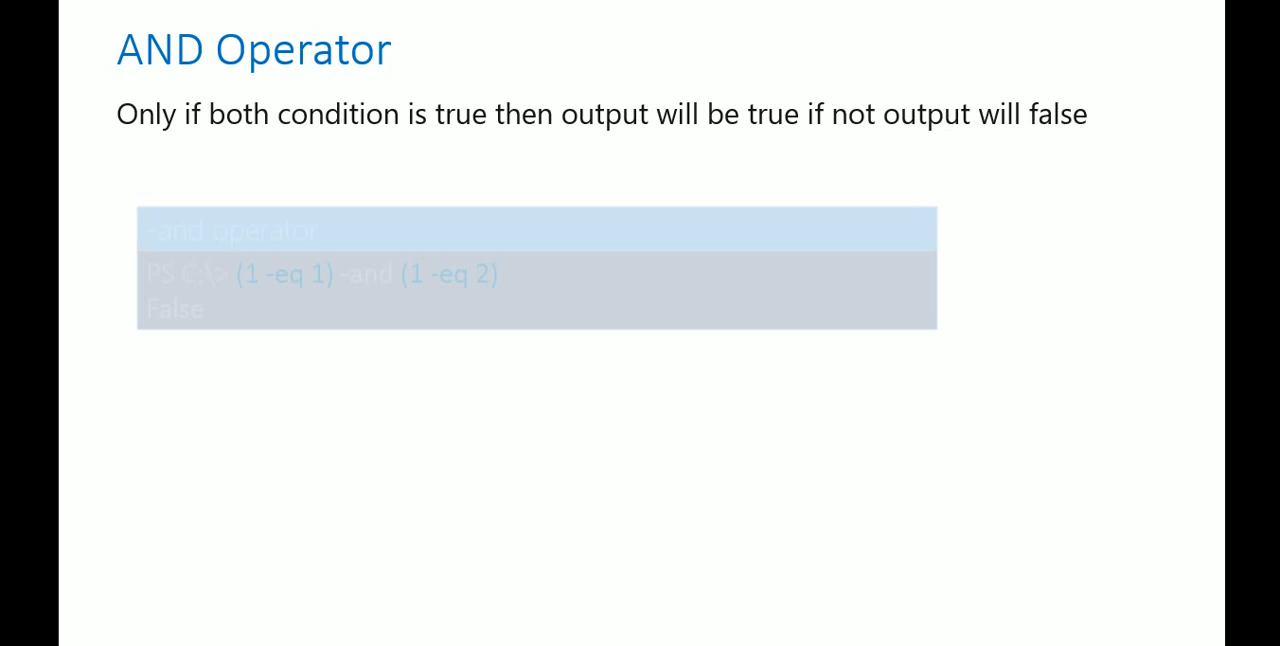 AND Operator
Only if both condition is true then output will be true if not output will false
-and operator
PS C:\> (1 -eq 1) -and (1 -eq 2)
False